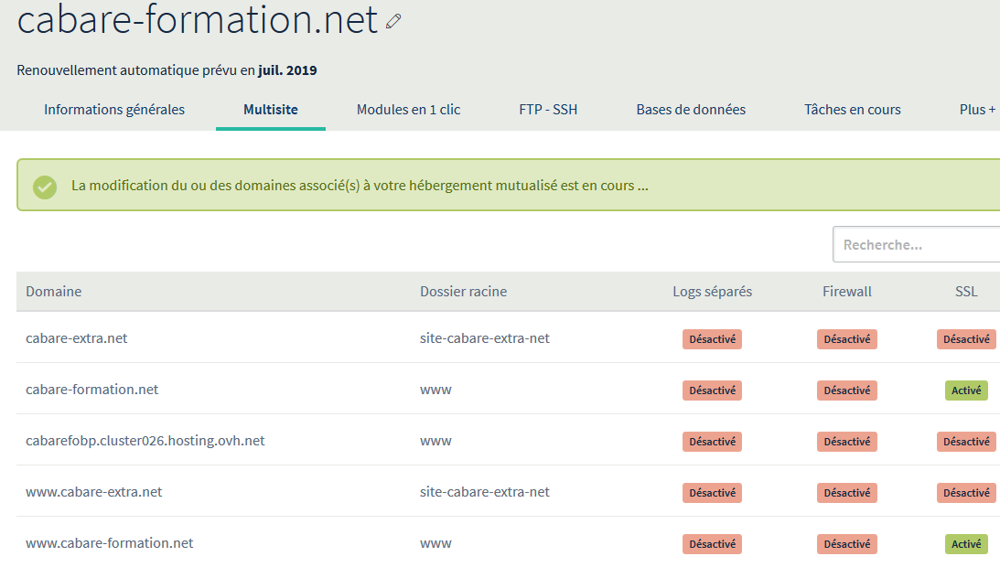 cabare-formation.net
Renouvellement automatique prévu en juil. 2019
Informations générales Multisite Modules en 1 clic FTP - SSH Bases de données Tâches en cours Plus +
La modification du ou des domaines associé(s) à votre hébergement mutualisé est en cours ...
Recherche...
Domaine Dossier racine Logs séparés Firewall SSL
cabare-extra.net site-cabare-extra-net Désactivé Désactivé Désactivé
cabare-formation.net www Désactivé Désactivé Activé
cabarefobp.cluster026.hosting.ovh.net www Désactivé Désactivé Désactivé
www.cabare-extra.net site-cabare-extra-net Désactivé Désactivé Désactivé
www.cabare-formation.net www Désactivé Désactivé Activé